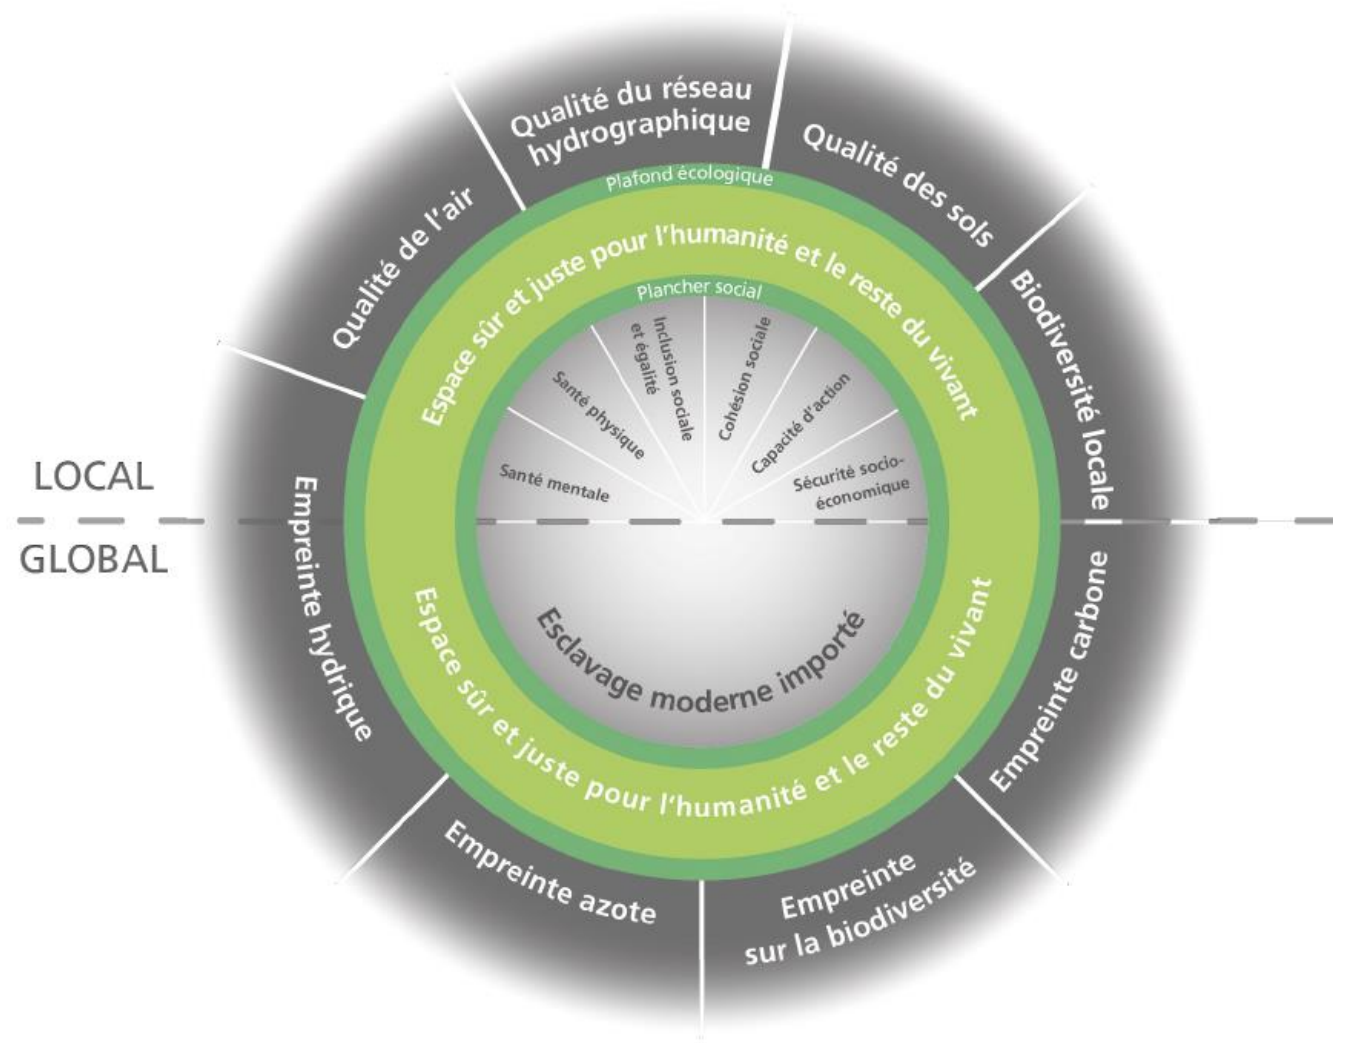 Qualité du réseau
hydrographique
Qualité des sols
Qualité de l'air
Biodiversité locale
Plafond écologique
Espace sûr et juste pour l'humanité et le reste du vivant
Plancher social
Santé mentale
Santé physique
Inclusion sociale
et égalité
Cohésion sociale
Capacité d'action
Sécurité socio-
économique
LOCAL
GLOBAL
Empreinte hydrique
Esclavage moderne importé
Espace sûr et juste pour l'humanité et le reste du vivant
Empreinte carbone
Empreinte azote
Empreinte
sur la biodiversité